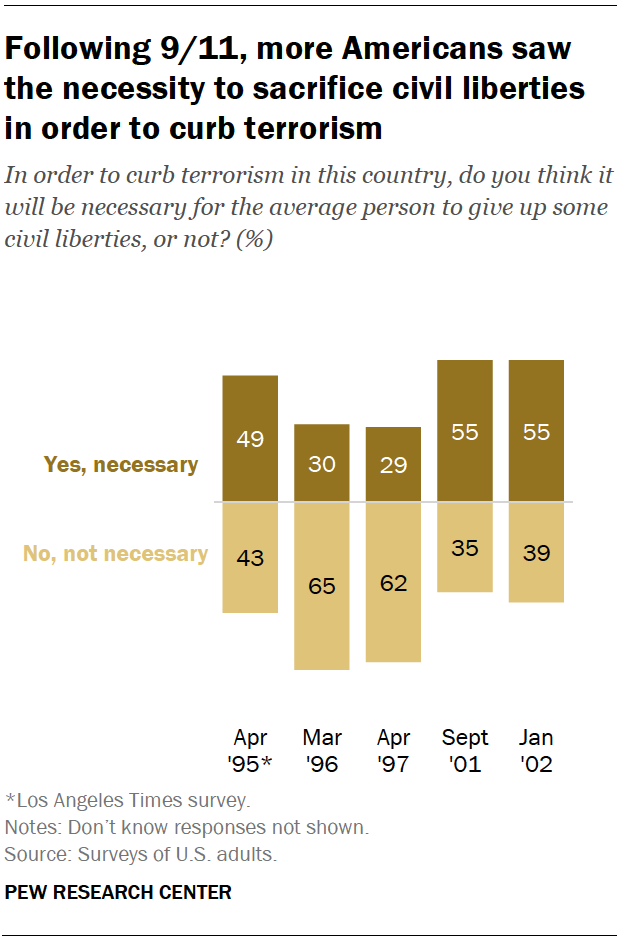 Following 9/11, more Americans saw
the necessity to sacrifice civil liberties
in order to curb terrorism
In order to curb terrorism in this country, do you think it
will be necessary for the average person to give up some
civil liberties, or not? (%)
49 30 29 55 55
Yes, necessary
No, not necessary
43 65 62 35 39
Apr Mar Apr Sept Jan
'95* '96 '97 '01 '02
*Los Angeles Times survey.
Notes: Don’t know responses not shown.
Source: Surveys of U.S. adults.
PEW RESEARCH CENTER